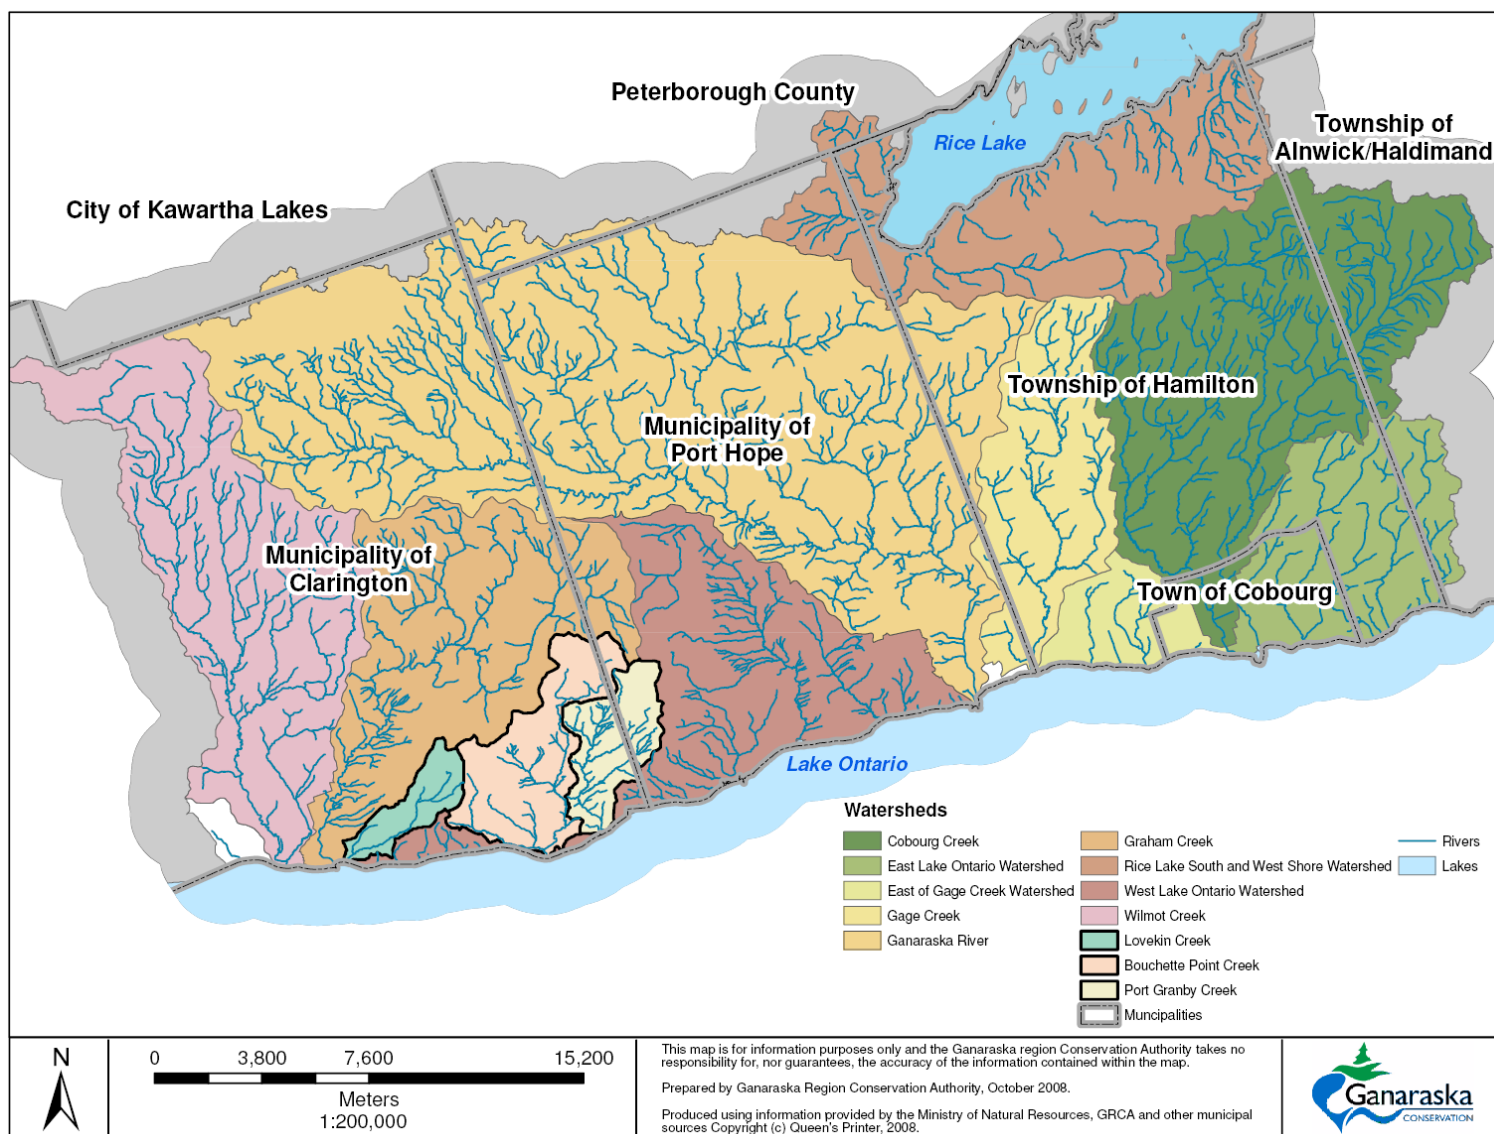 Peterborough County
Township of
Alnwick/Haldimand
Rice Lake
City of Kawartha Lakes
Township of Hamilton
Municipality of
Port Hope
Municipality of
Clarington
Town of Cobourg
Lake Ontario
Watersheds
Cobourg Creek
East Lake Ontario Watershed
East of Gage Creek Watershed
Gage Creek
Ganaraska River
Graham Creek
Rice Lake South and West Shore Watershed
West Lake Ontario Watershed
Wilmot Creek
Lovekin Creek
Bouchette Point Creek
Port Granby Creek
Muncipalities
Rivers
Lakes
N
0 3,800 7,600 15,200
Meters
1:200,000
This map is for information purposes only and the Ganaraska region Conservation Authority takes no
responsibility for, nor guarantees, the accuracy of the information contained within the map.
Prepared by Ganaraska Region Conservation Authority, October 2008.
Produced using information provided by the Ministry of Natural Resources, GRCA and other municipal
sources Copyright (c) Queen's Printer, 2008.
Ganaraska
CONSERVATION